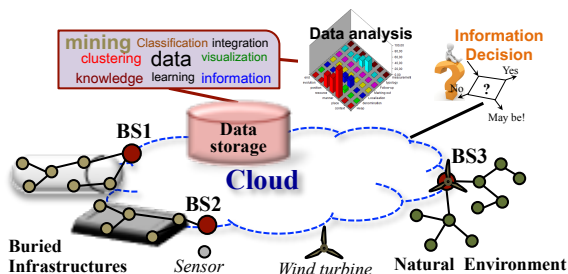 mining Classification integration
clustering data visualization
knowledge learning information
Data analysis
Information
Decision
Yes
No
?
May be!
BS1
Data
storage
BS3
Cloud
BS2
Buried
Infrastructures
Sensor
Wind turbine
Natural Environment